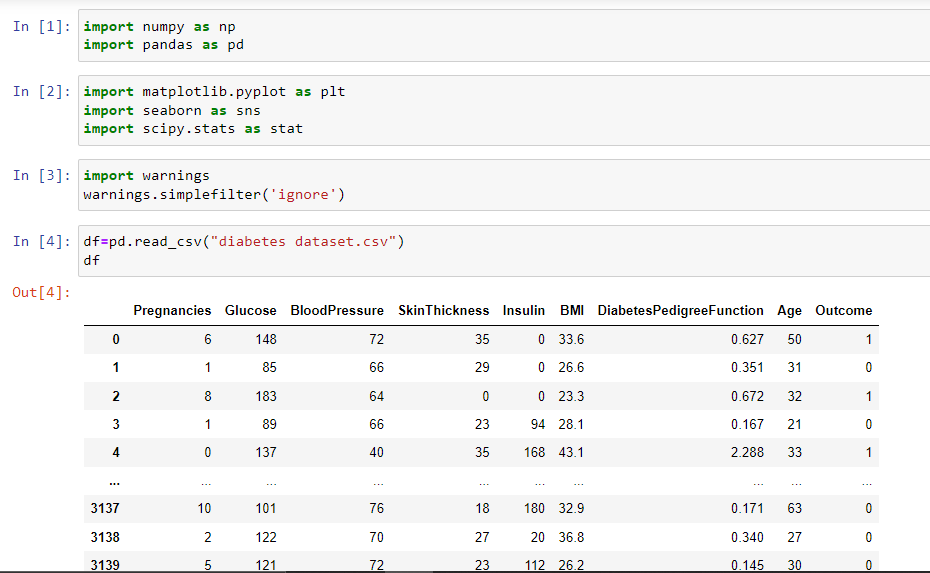 In [1]: import numpy as np
import pandas as pd
In [2]: import matplotlib.pyplot as plt
import seaborn as sns
import scipy.stats as stat
In [3]: import warnings
warnings.simplefilter('ignore')
In [4]: df=pd.read_csv("diabetes dataset.csv")
df
Out[4]:
Pregnancies Glucose BloodPressure SkinThickness Insulin BMI DiabetesPedigreeFunction Age Outcome
0 6 148 72 35 0 33.6 0.627 50 1
1 1 85 66 29 0 26.6 0.351 31 0
2 8 183 64 0 0 23.3 0.672 32 1
3 1 89 66 23 94 28.1 0.167 21 0
4 0 137 40 35 168 43.1 2.288 33 1
... ... ... ... ... ... ... ... ... ...
3137 10 101 76 18 180 32.9 0.171 63 0
3138 2 122 70 27 20 36.8 0.340 27 0
3139 5 121 72 23 112 26.2 0.145 30 0